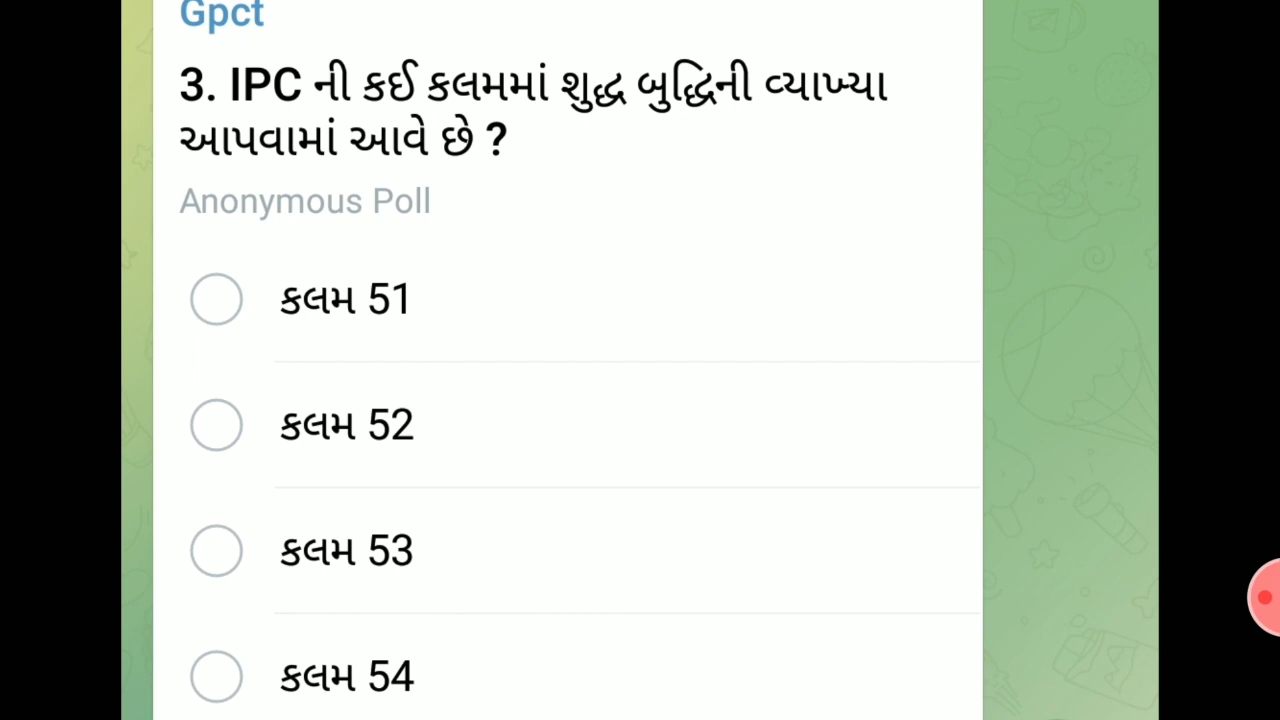 Gpct
3. IPC ની કઈ કલમમાં શુદ્ધ બુદ્ધિની વ્યાખ્યા
આપવામાં આવે છે ?
Anonymous Poll
કલમ 51
કલમ 52
કલમ 53
કલમ 54